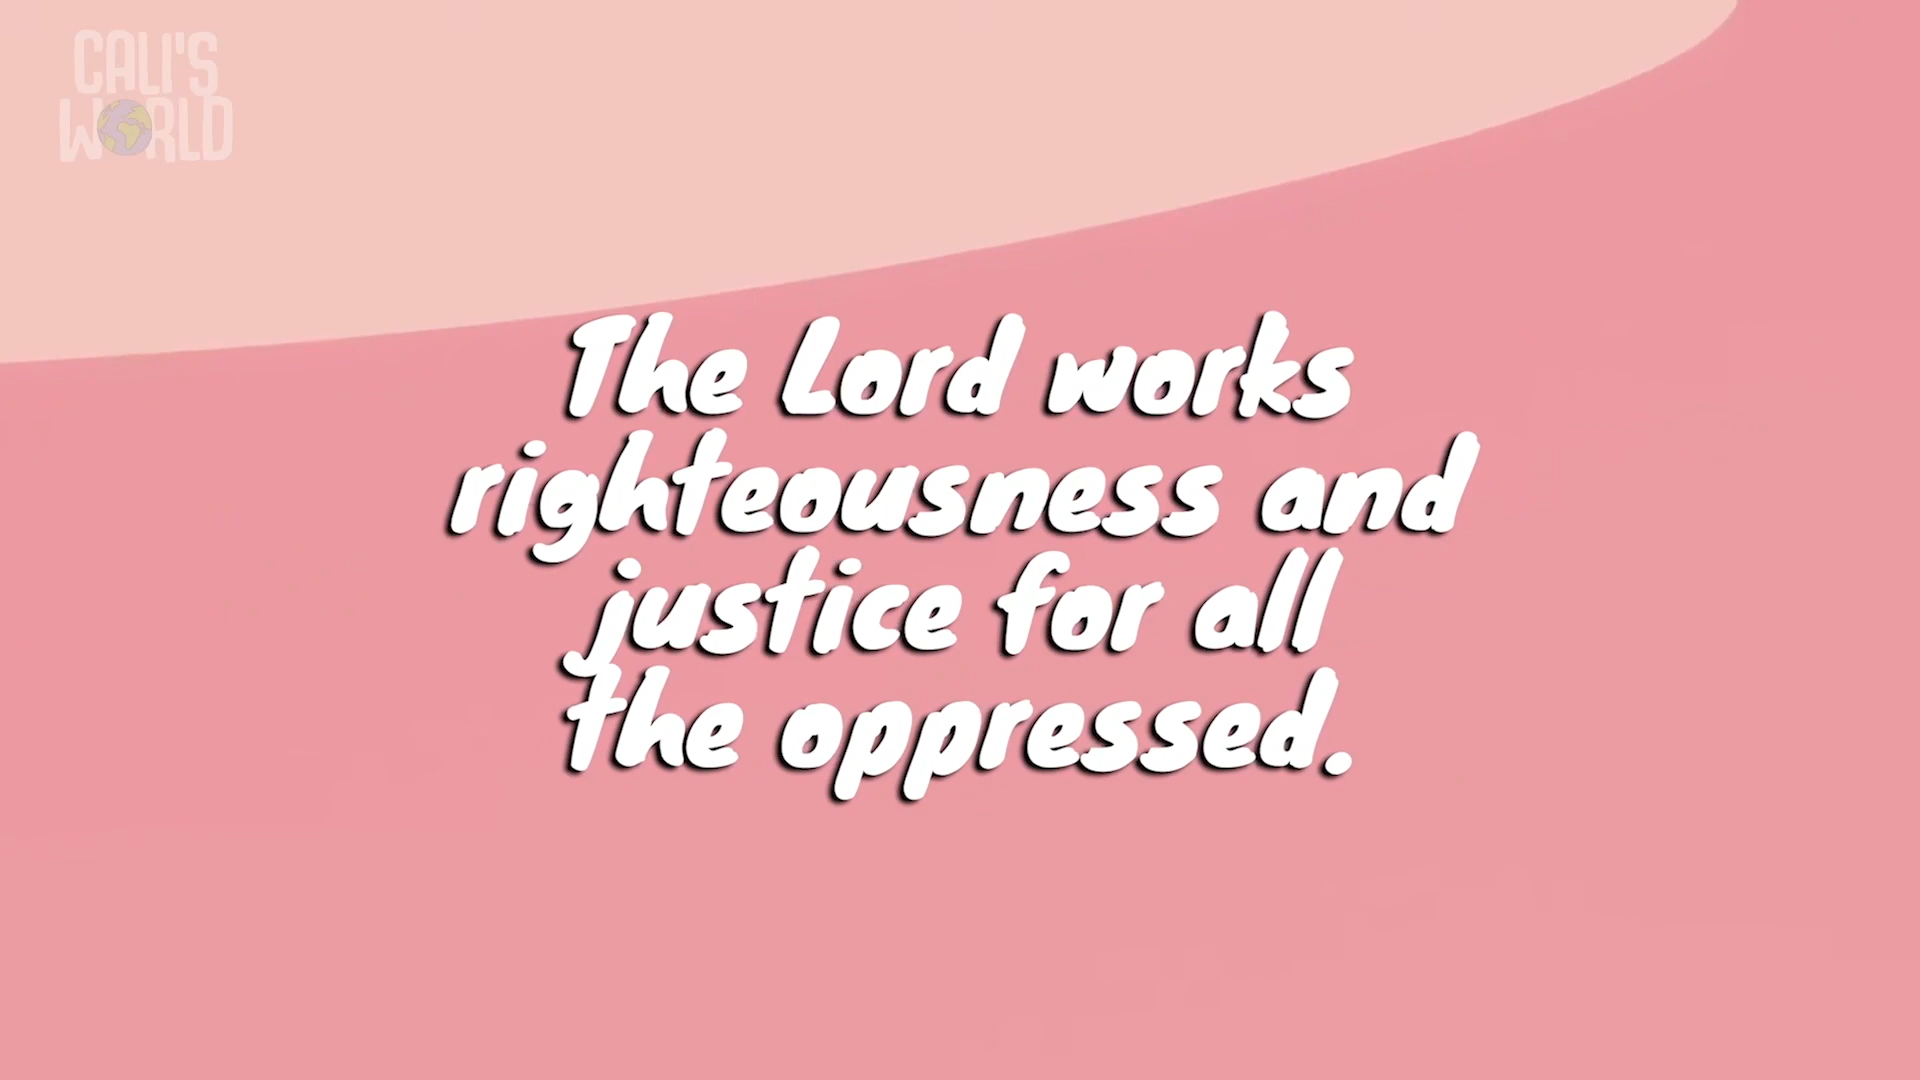 CALI'S
WORLD
The Lord works
righteousness and
justice for all
the oppressed.